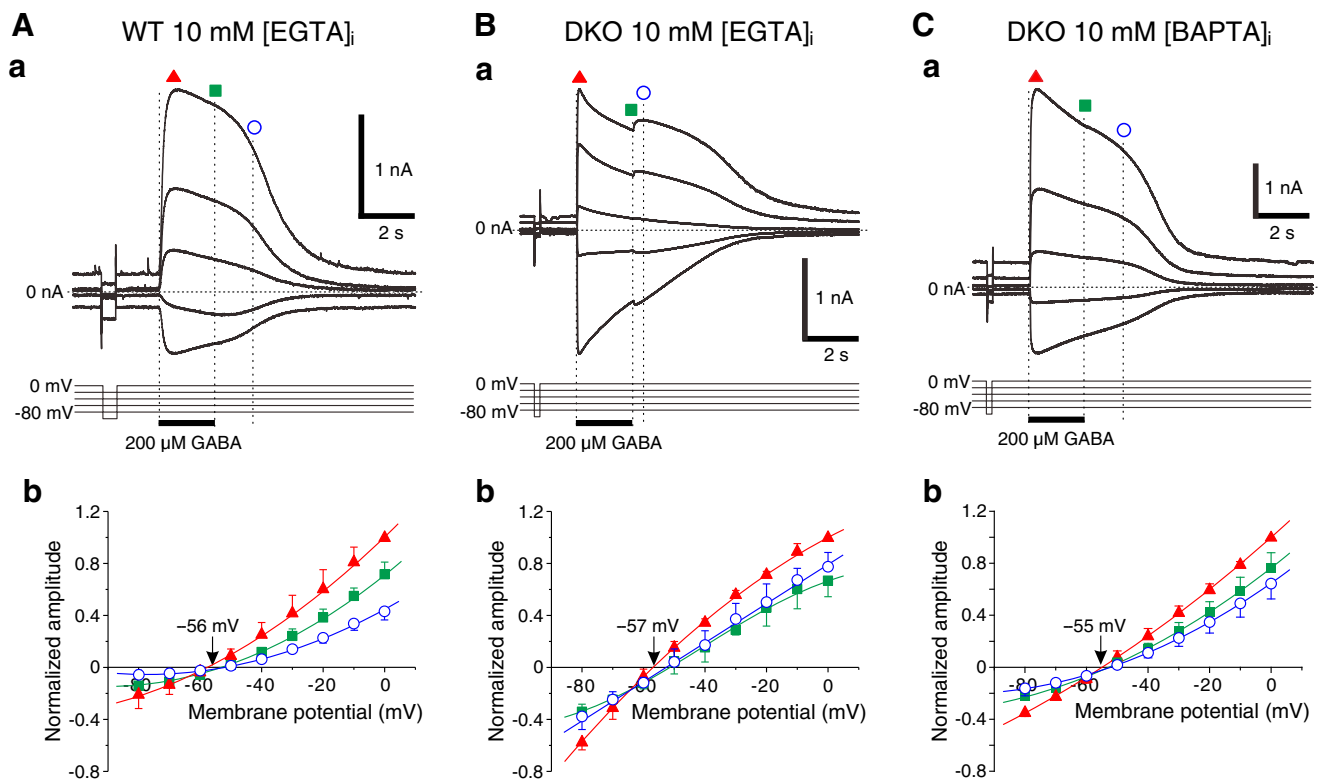 A WT 10 mM [EGTA]i
B DKO 10 mM [EGTA]i
C DKO 10 mM [BAPTA]i
a
1 nA
2 s
0 nA
0 mV
-80 mV
200 µM GABA
a
0 nA
1 nA
2 s
0 mV
-80 mV
200 µM GABA
a
1 nA
2 s
0 nA
0 mV
-80 mV
200 µM GABA
b
Normalized amplitude
1.2
0.8
0.4
0
-0.4
-0.8
−56 mV
-80 -60 -40 -20 0
Membrane potential (mV)
b
Normalized amplitude
1.2
0.8
0.4
0
-0.4
-0.8
−57 mV
-80 -60 -40 -20 0
Membrane potential (mV)
b
Normalized amplitude
1.2
0.8
0.4
0
-0.4
-0.8
−55 mV
-80 -60 -40 -20 0
Membrane potential (mV)